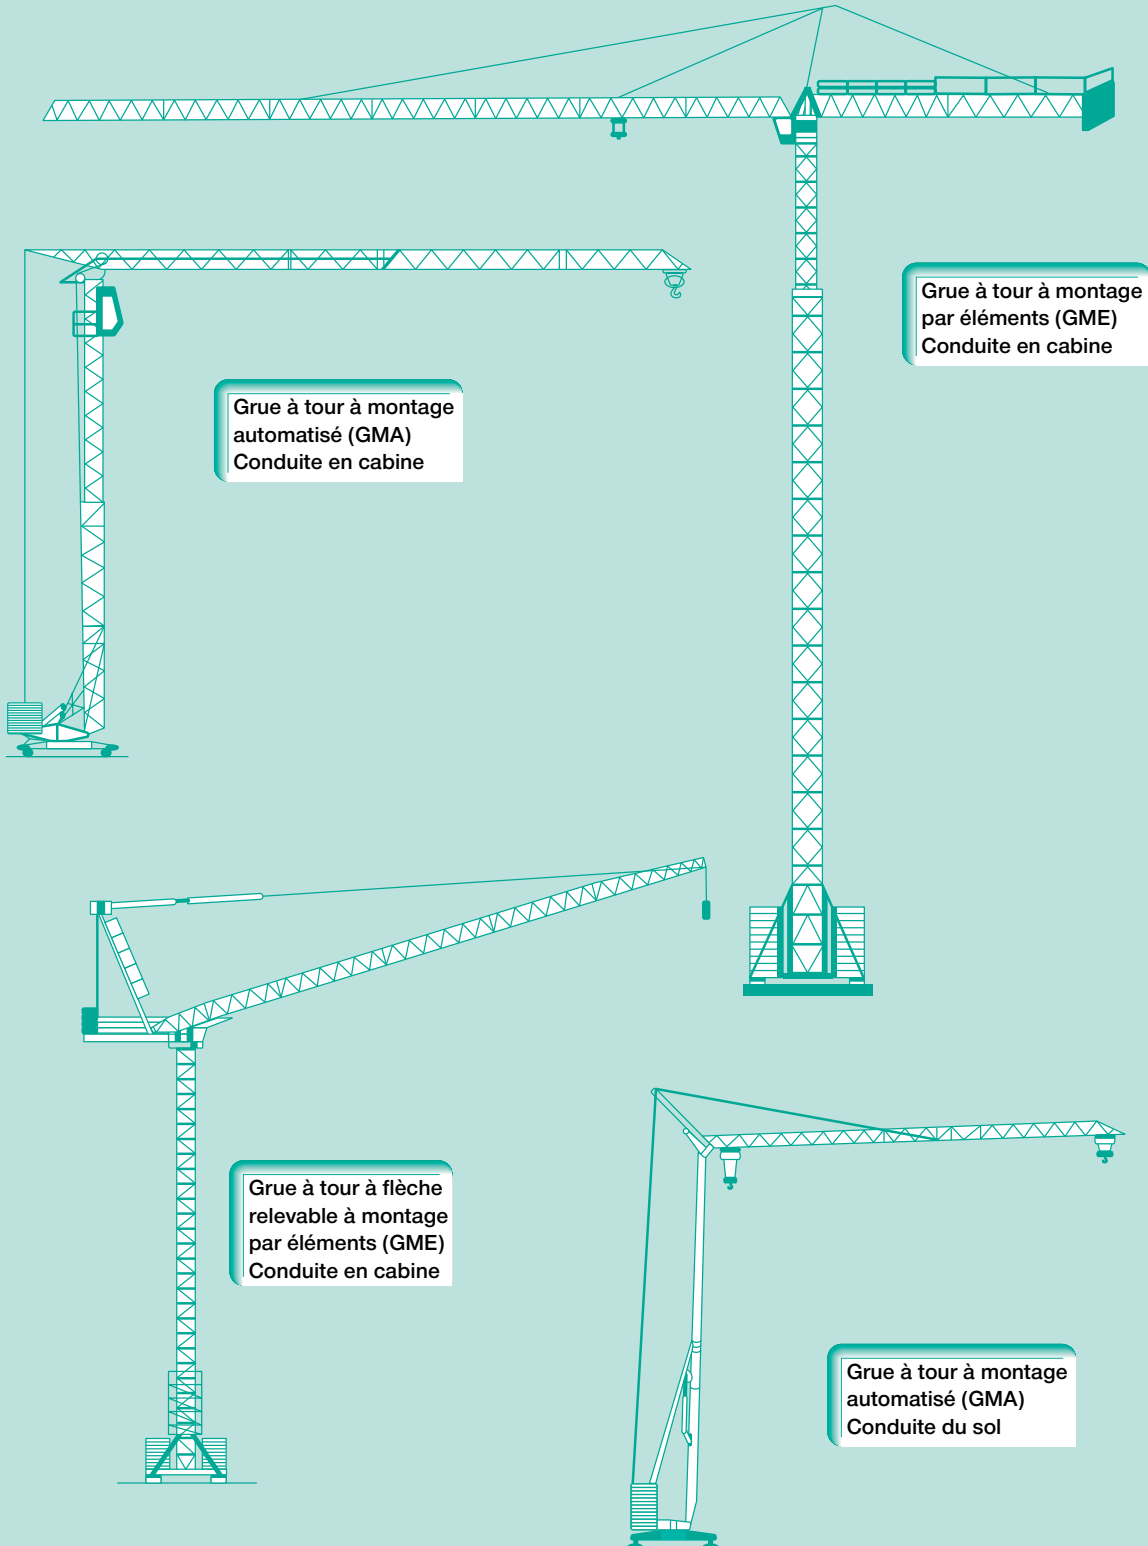 Grue à tour à montage
par éléments (GME)
Conduite en cabine
Grue à tour à montage
automatisé (GMA)
Conduite en cabine
Grue à tour à flèche
relevable à montage
par éléments (GME)
Conduite en cabine
Grue à tour à montage
automatisé (GMA)
Conduite du sol